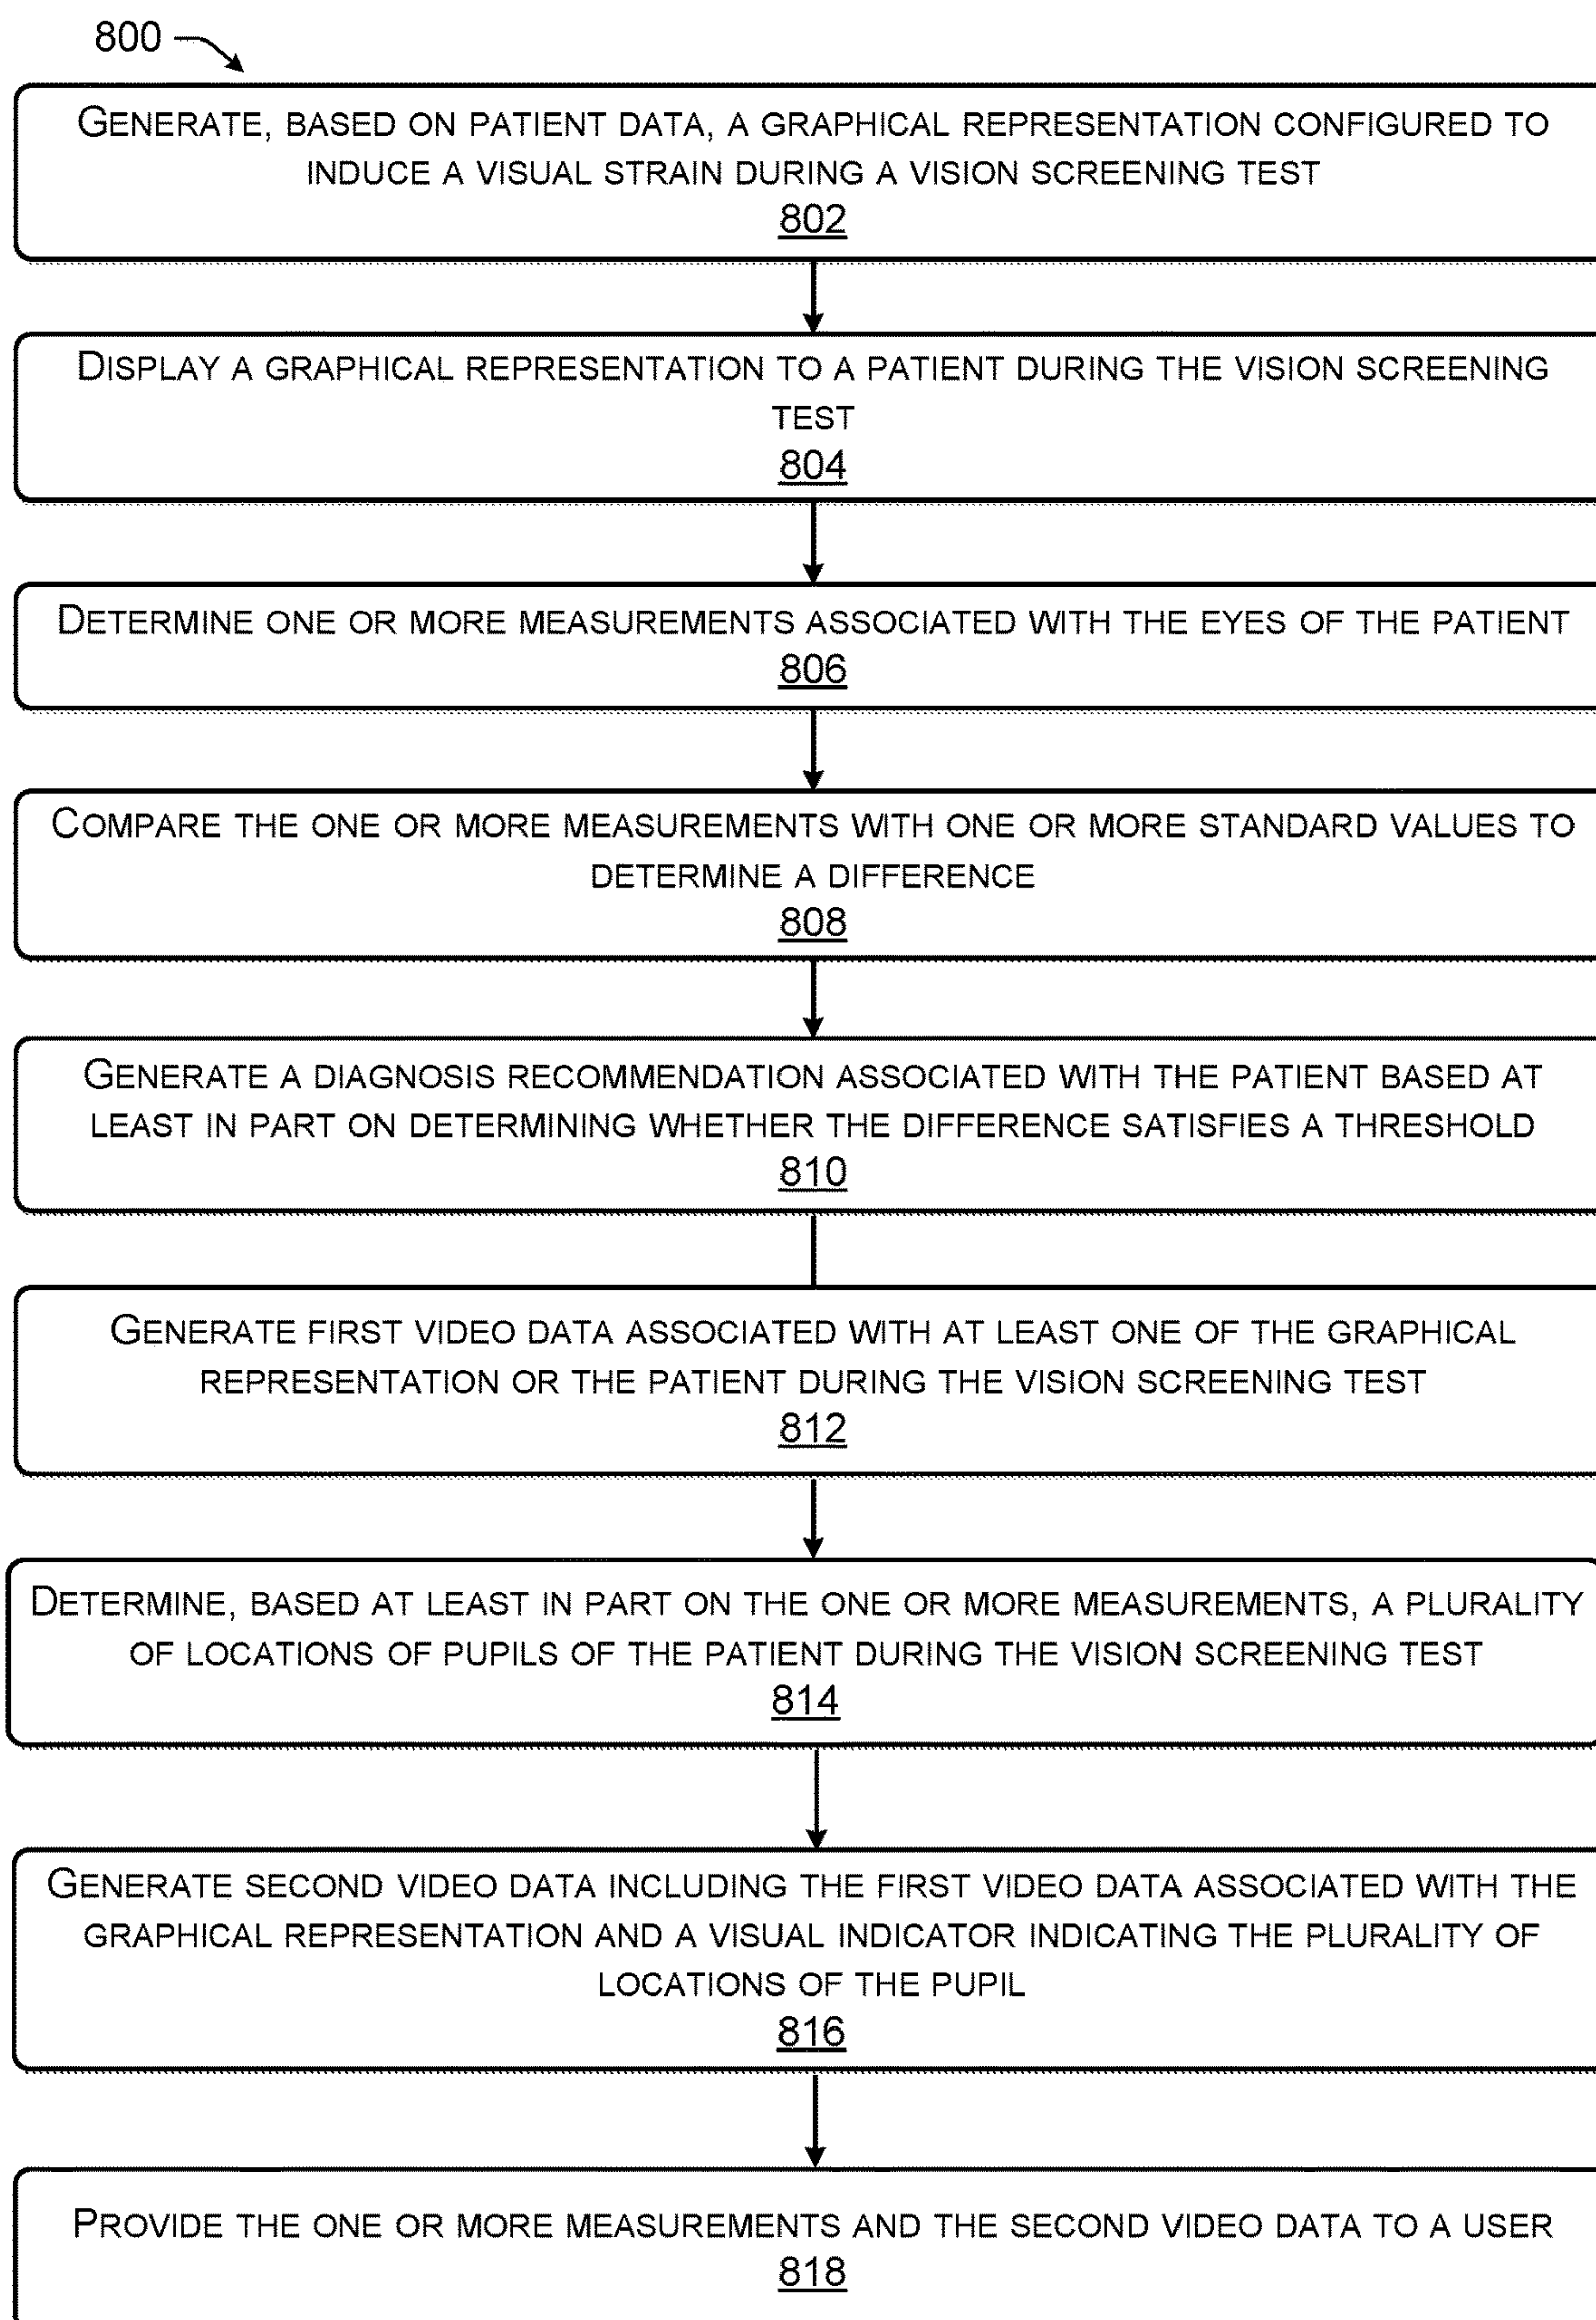 800
GENERATE, BASED ON PATIENT DATA, A GRAPHICAL REPRESENTATION CONFIGURED TO
INDUCE A VISUAL STRAIN DURING A VISION SCREENING TEST
802
DISPLAY A GRAPHICAL REPRESENTATION TO A PATIENT DURING THE VISION SCREENING
TEST
804
DETERMINE ONE OR MORE MEASUREMENTS ASSOCIATED WITH THE EYES OF THE PATIENT
806
COMPARE THE ONE OR MORE MEASUREMENTS WITH ONE OR MORE STANDARD VALUES TO
DETERMINE A DIFFERENCE
808
GENERATE A DIAGNOSIS RECOMMENDATION ASSOCIATED WITH THE PATIENT BASED AT
LEAST IN PART ON DETERMINING WHETHER THE DIFFERENCE SATISFIES A THRESHOLD
810
GENERATE FIRST VIDEO DATA ASSOCIATED WITH AT LEAST ONE OF THE GRAPHICAL
REPRESENTATION OR THE PATIENT DURING THE VISION SCREENING TEST
812
DETERMINE, BASED AT LEAST IN PART ON THE ONE OR MORE MEASUREMENTS, A PLURALITY
OF LOCATIONS OF PUPILS OF THE PATIENT DURING THE VISION SCREENING TEST
814
GENERATE SECOND VIDEO DATA INCLUDING THE FIRST VIDEO DATA ASSOCIATED WITH THE
GRAPHICAL REPRESENTATION AND A VISUAL INDICATOR INDICATING THE PLURALITY OF
LOCATIONS OF THE PUPIL
816
PROVIDE THE ONE OR MORE MEASUREMENTS AND THE SECOND VIDEO DATA TO A USER
818